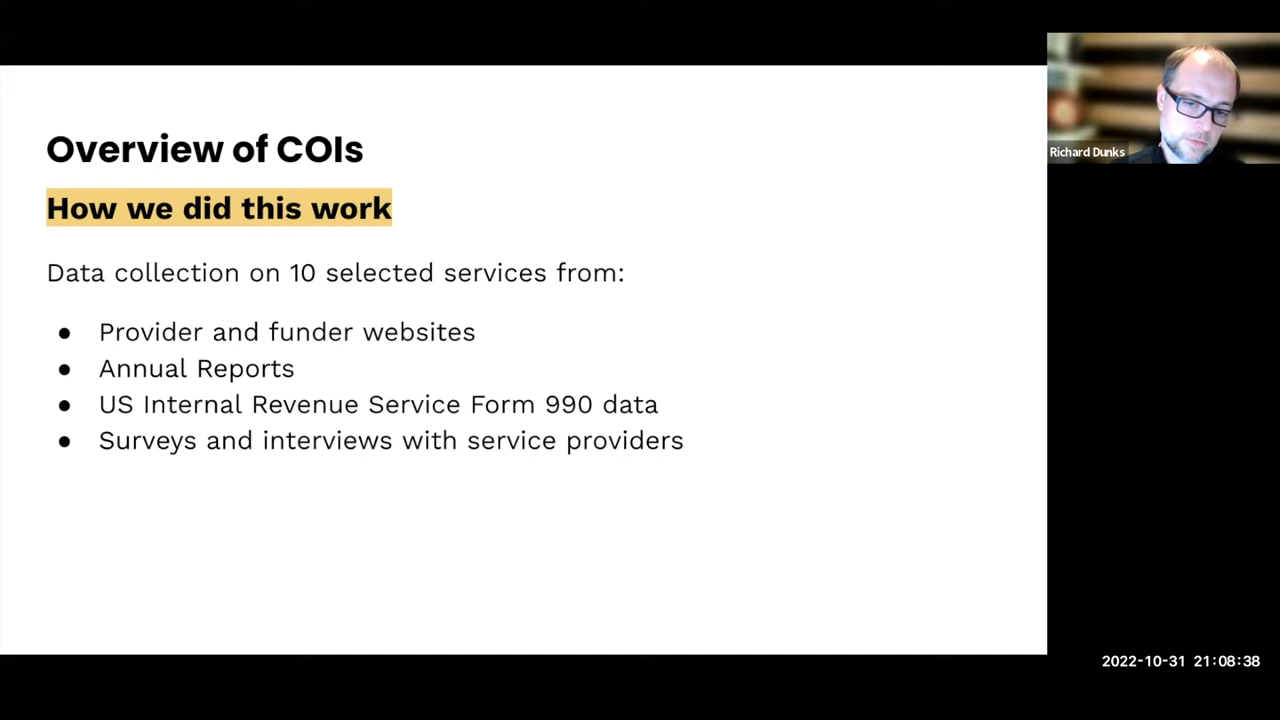 Overview of COIs
How we did this work
Data collection on 10 selected services from:
● Provider and funder websites
● Annual Reports
● US Internal Revenue Service Form 990 data
● Surveys and interviews with service providers
Richard Dunks
2022-10-31 21:08:38